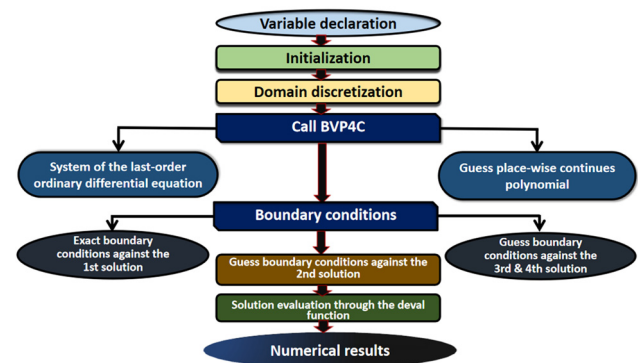 Variable declaration
Initialization
Domain discretization
Call BVP4C
System of the last-order
ordinary differential equation
Guess place-wise continues
polynomial
Boundary conditions
Exact boundary
conditions against the
1st solution
Guess boundary conditions against the
2nd solution
Guess boundary
conditions against the
3rd & 4th solution
Solution evaluation through the deval
function
Numerical results